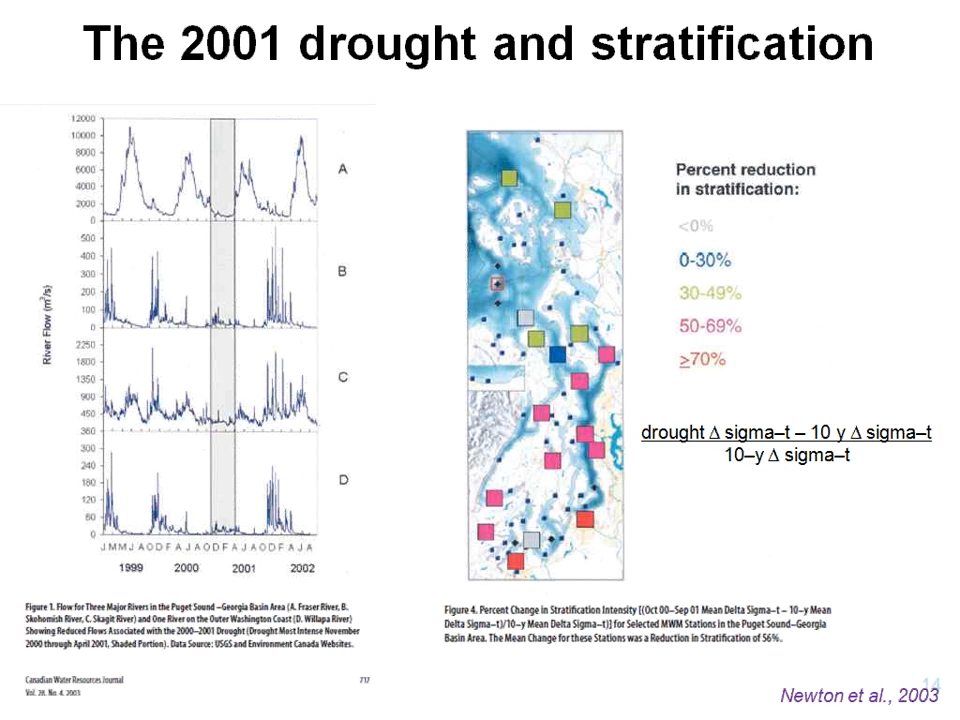 The 2001 drought and stratification
12000
10000
8000
6000
4000
2000
0
A
500
400
300
200
100
0
B
River Flow (m³/s)
2250
1800
1350
900
450
360
C
300
240
180
120
60
0
D
J M M J A O D F A J A O D F A J A O D F A J A
1999 2000 2001 2002
Figure 1. Flow for Three Major Rivers in the Puget Sound –Georgia Basin Area (A. Fraser River, B.
Skohomish River, C. Skagit River) and One River on the Outer Washington Coast (D. Willapa River)
Showing Reduced Flows Associated with the 2000–2001 Drought (Drought Most Intense November
2000 through April 2001, Shaded Portion). Data Source: USGS and Environment Canada Websites.
Canadian Water Resources Journal 717
Vol. 28, No. 4, 2003
Percent reduction
in stratification:
<0%
0-30%
30-49%
50-69%
≥70%
drought Δ sigma–t – 10 y Δ sigma–t
10–y Δ sigma–t
Figure 4. Percent Change in Stratification Intensity [(Oct 00–Sep 01 Mean Delta Sigma–t – 10–y Mean
Delta Sigma–t)/10–y Mean Delta Sigma–t)] for Selected MWM Stations in the Puget Sound–Georgia
Basin Area. The Mean Change for these Stations was a Reduction in Stratification of 56%.
14
Newton et al., 2003